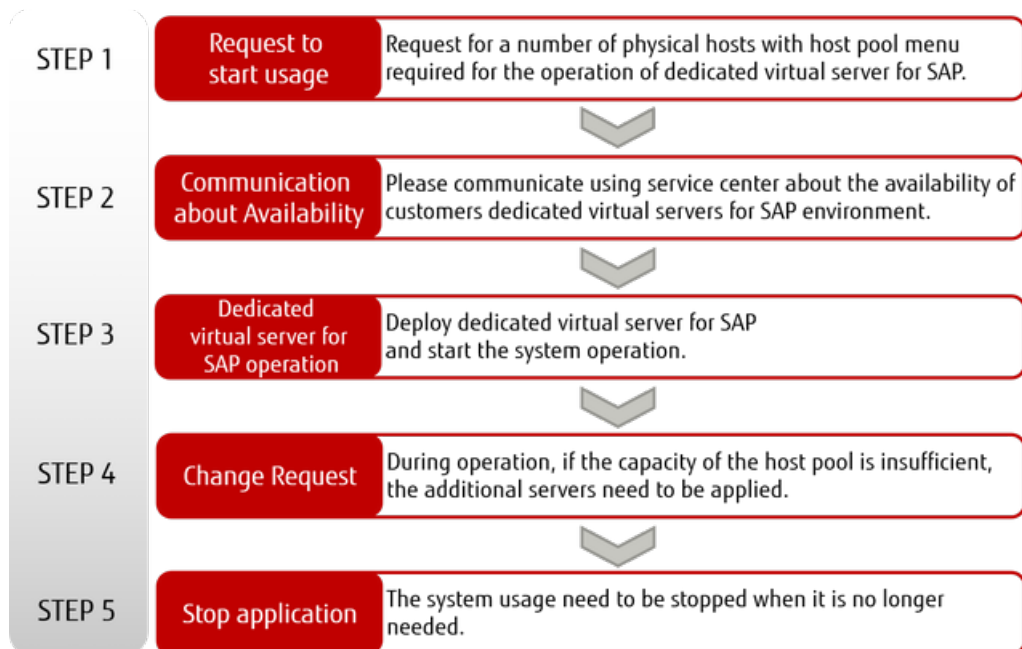 STEP 1
Request to
start usage
Request for a number of physical hosts with host pool menu
required for the operation of dedicated virtual server for SAP.
STEP 2
Communication
about Availability
Please communicate using service center about the availability of
customers dedicated virtual servers for SAP environment.
STEP 3
Dedicated
virtual server for
SAP operation
Deploy dedicated virtual server for SAP
and start the system operation.
STEP 4
Change Request
During operation, if the capacity of the host pool is insufficient,
the additional servers need to be applied.
STEP 5
Stop application
The system usage need to be stopped when it is no longer
needed.